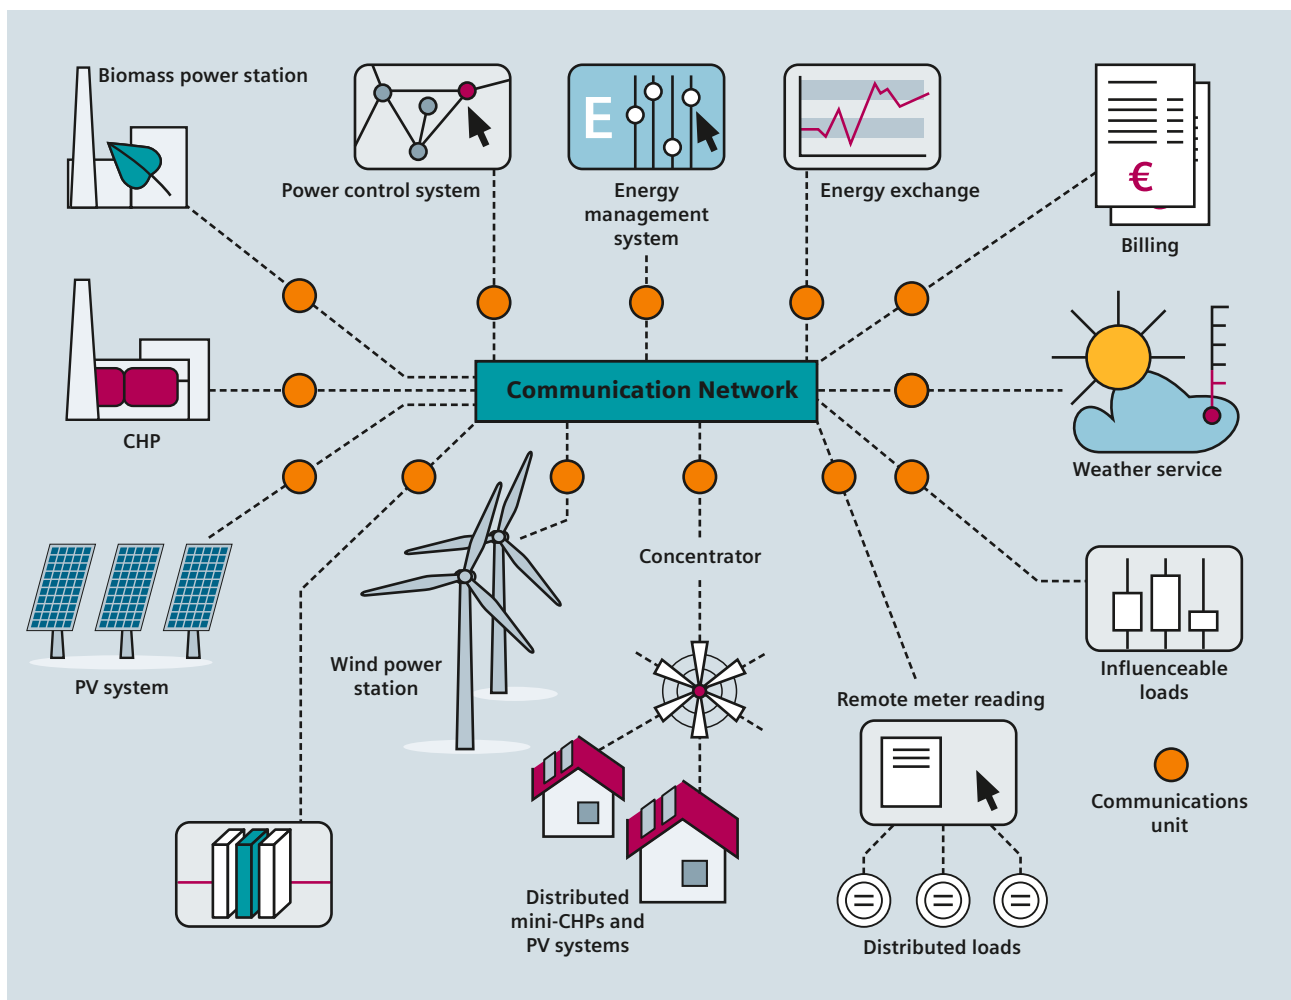 Biomass power station
Power control system
Energy
management
system
E
Energy exchange
€
Billing
Communication Network
CHP
Weather service
PV system
Wind power
station
Concentrator
Influenceable
loads
Remote meter reading
Communications
unit
Distributed
mini-CHPs and
PV systems
Distributed loads